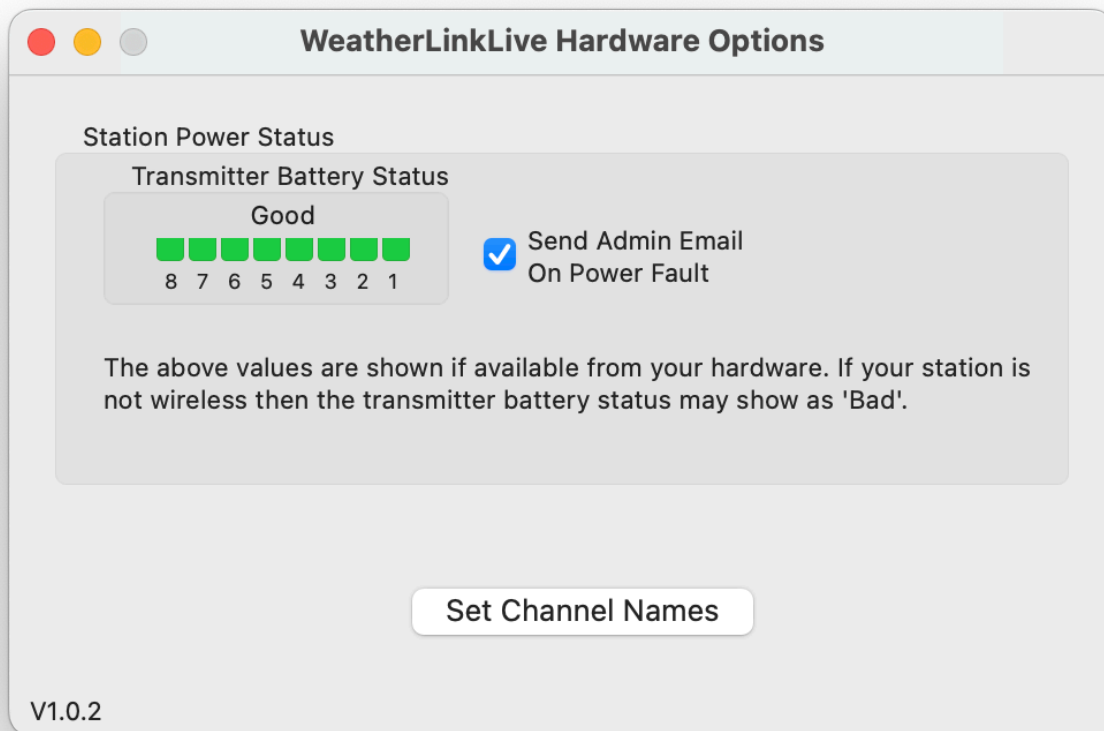 WeatherLinkLive Hardware Options
Station Power Status
Transmitter Battery Status
Good
8 7 6 5 4 3 2 1
Send Admin Email
On Power Fault
The above values are shown if available from your hardware. If your station is
not wireless then the transmitter battery status may show as 'Bad'.
Set Channel Names
V1.0.2